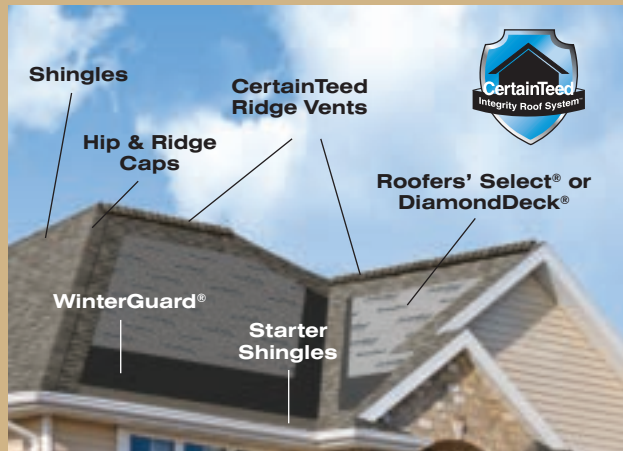 Shingles
CertainTeed
Ridge Vents
CertainTeed
Integrity Roof System™
Hip & Ridge
Caps
Roofers' Select® or
DiamondDeck®
WinterGuard®
Starter
Shingles